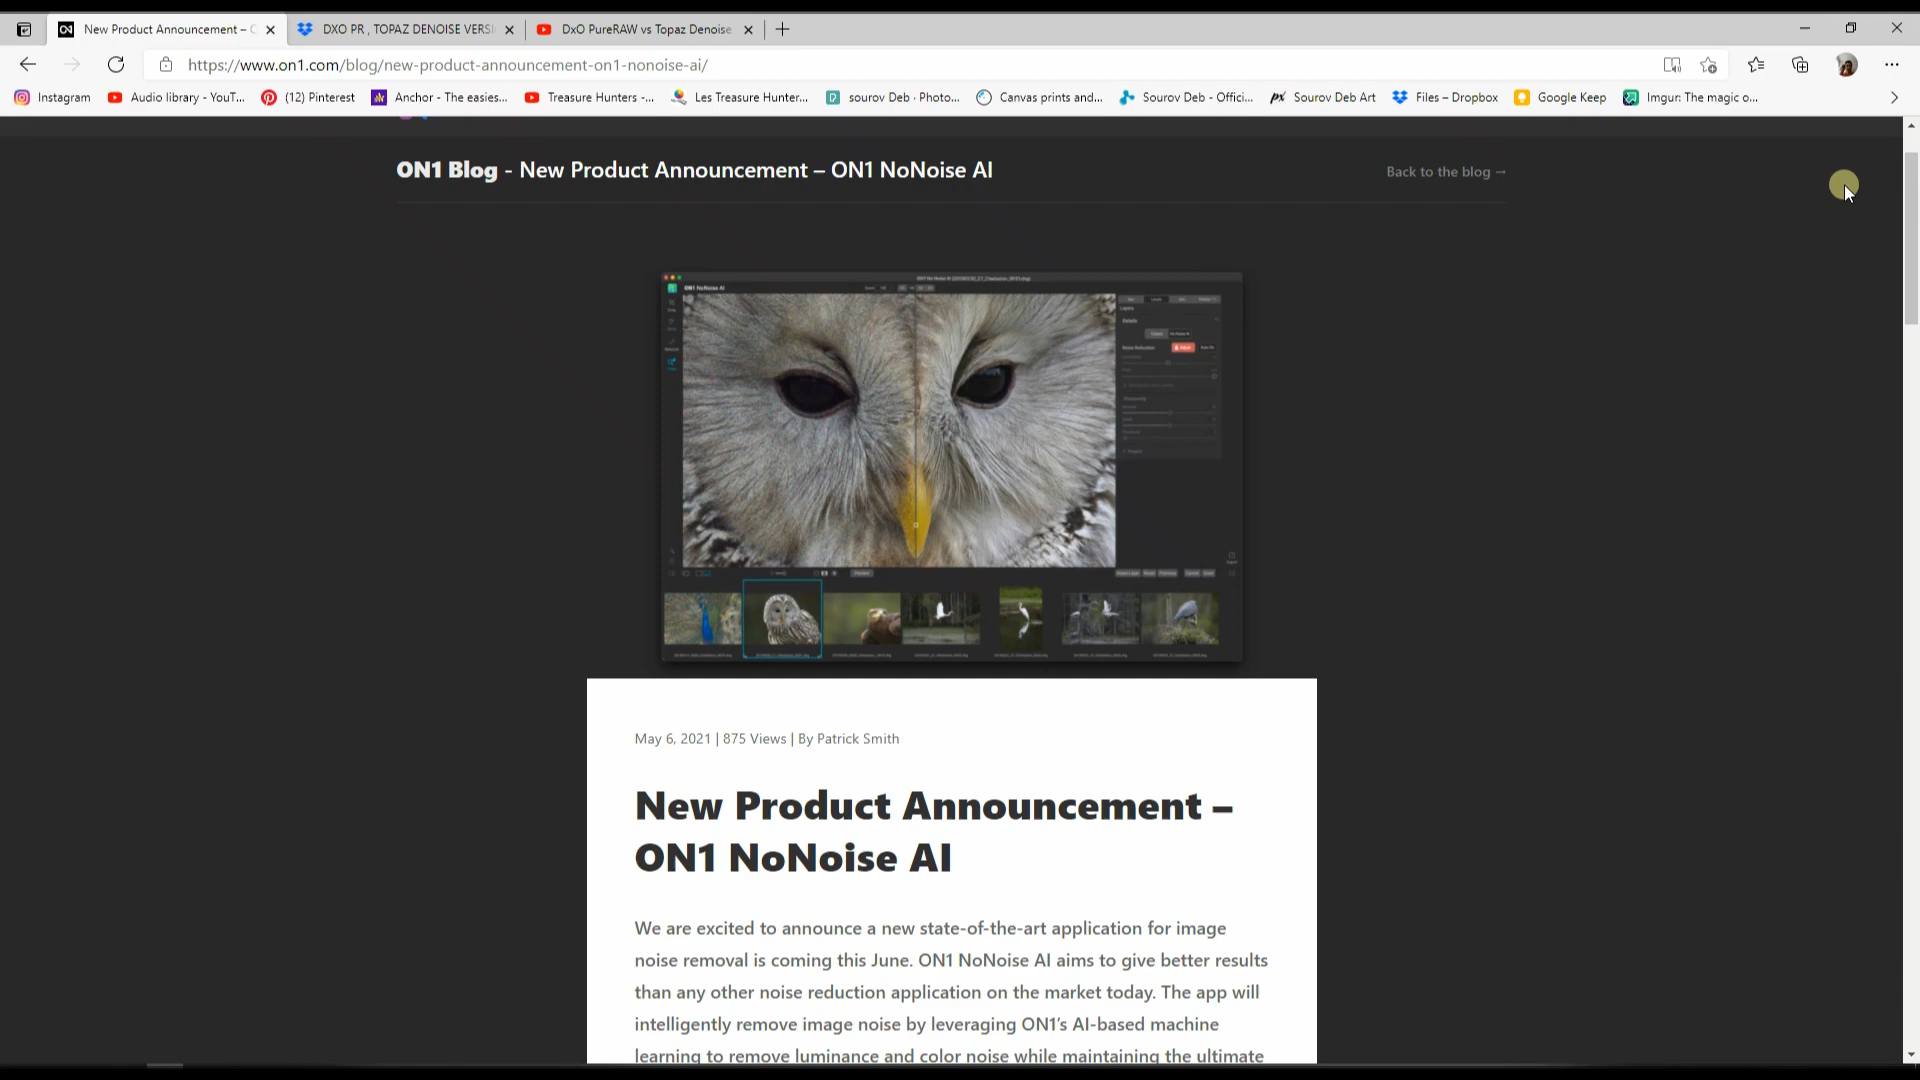 New Product Announcement – O
DXO PR , TOPAZ DENOISE VERSI
DxO PureRAW vs Topaz Denoise
https://www.on1.com/blog/new-product-announcement-on1-nonoise-ai/
Instagram
Audio library - YouT...
(12) Pinterest
Anchor - The easies...
Treasure Hunters -...
Les Treasure Hunter...
sourov Deb · Photo...
Canvas prints and...
Sourov Deb - Offici...
px Sourov Deb Art
Files – Dropbox
Google Keep
Imgur: The magic o...
ON1 Blog - New Product Announcement – ON1 NoNoise AI
Back to the blog →
ON1 NoNoise AI
May 6, 2021 | 875 Views | By Patrick Smith
New Product Announcement –
ON1 NoNoise AI
We are excited to announce a new state-of-the-art application for image
noise removal is coming this June. ON1 NoNoise AI aims to give better results
than any other noise reduction application on the market today. The app will
intelligently remove image noise by leveraging ON1's AI-based machine
learning to remove luminance and color noise while maintaining the ultimate